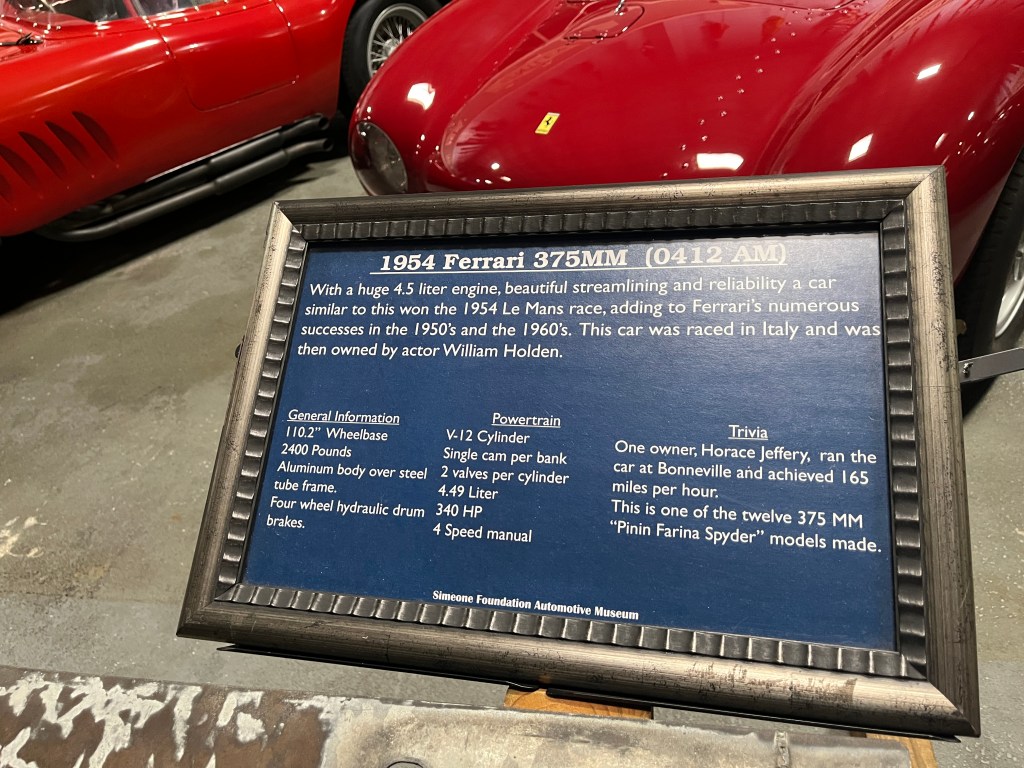 1954 Ferrari 375MM (0412 AM)
With a huge 4.5 liter engine, beautiful streamlining and reliability a car
similar to this won the 1954 Le Mans race, adding to Ferrari's numerous
successes in the 1950's and the 1960's. This car was raced in Italy and was
then owned by actor William Holden.
General Information
110.2" Wheelbase
2400 Pounds
Aluminum body over steel
tube frame.
Four wheel hydraulic drum
brakes.
Powertrain
V-12 Cylinder
Single cam per bank
2 valves per cylinder
4.49 Liter
340 HP
4 Speed manual
Trivia
One owner, Horace Jeffery, ran the
car at Bonneville and achieved 165
miles per hour.
This is one of the twelve 375 MM
"Pinin Farina Spyder" models made.
Simeone Foundation Automotive Museum